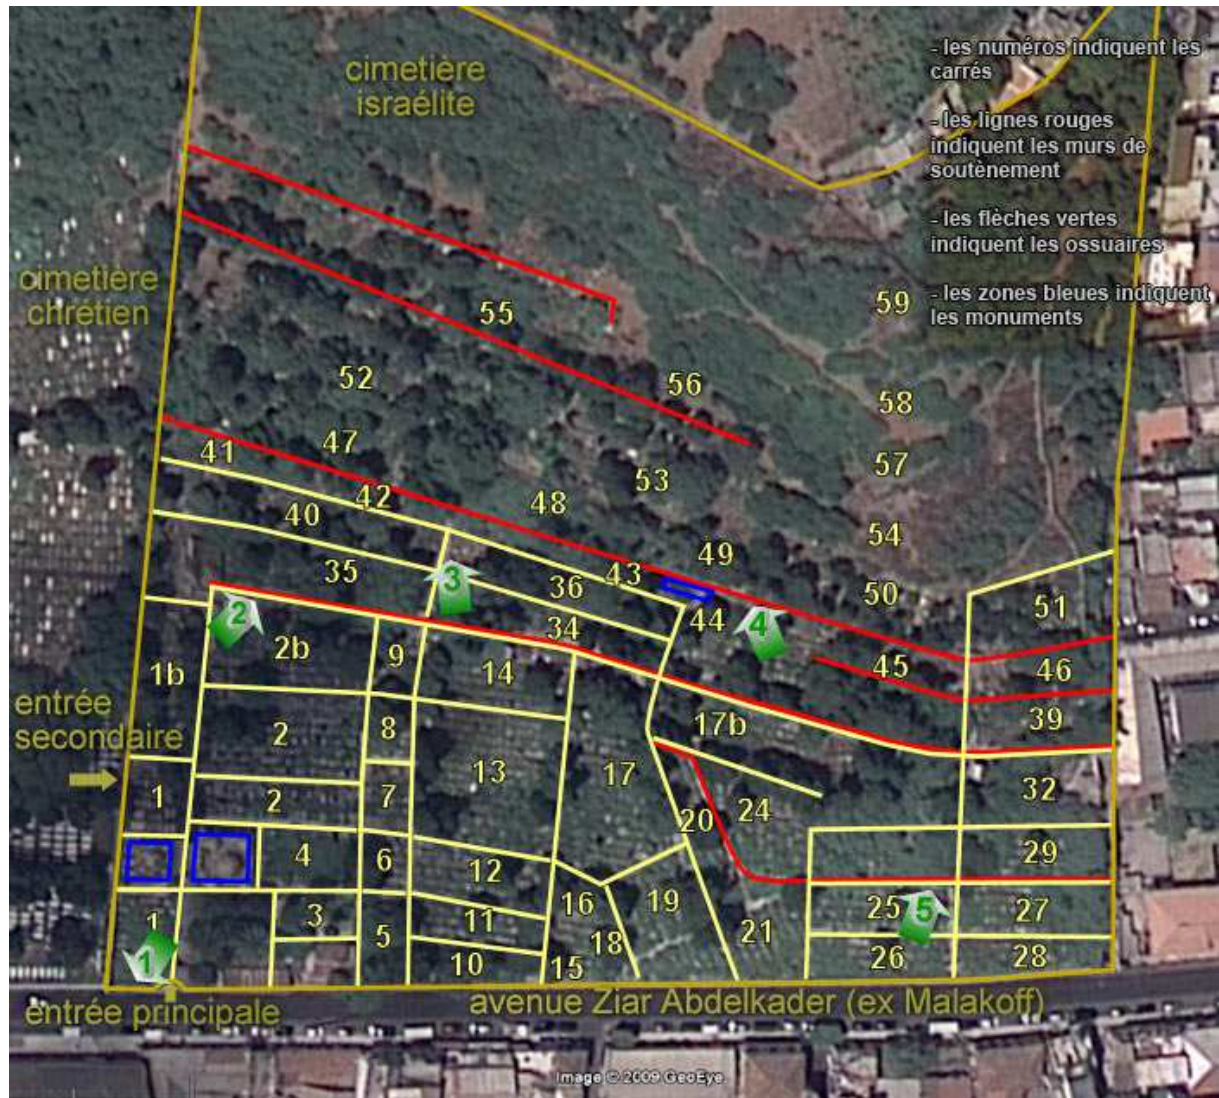 cimetière
israélite
- les numéros indiquent les
carrés
- les lignes rouges
indiquent les murs de
soutènement
- les flèches vertes
indiquent les ossuaires
- les zones bleues indiquent
les monuments
cimetière
chrétien
59
55
52
56
58
41
47
42
53
57
48
40
54
49
35
3
36
43
50
51
2
34
44
4
45
46
1b
2b
9
14
39
17b
entrée
secondaire
2
8
13
17
32
1
2
7
20
24
4
6
12
29
1
3
5
11
16
19
18
21
25
5
27
1
10
15
26
28
entrée principale
avenue Ziar Abdelkader (ex Malakoff)
Image © 2009 GeoEye